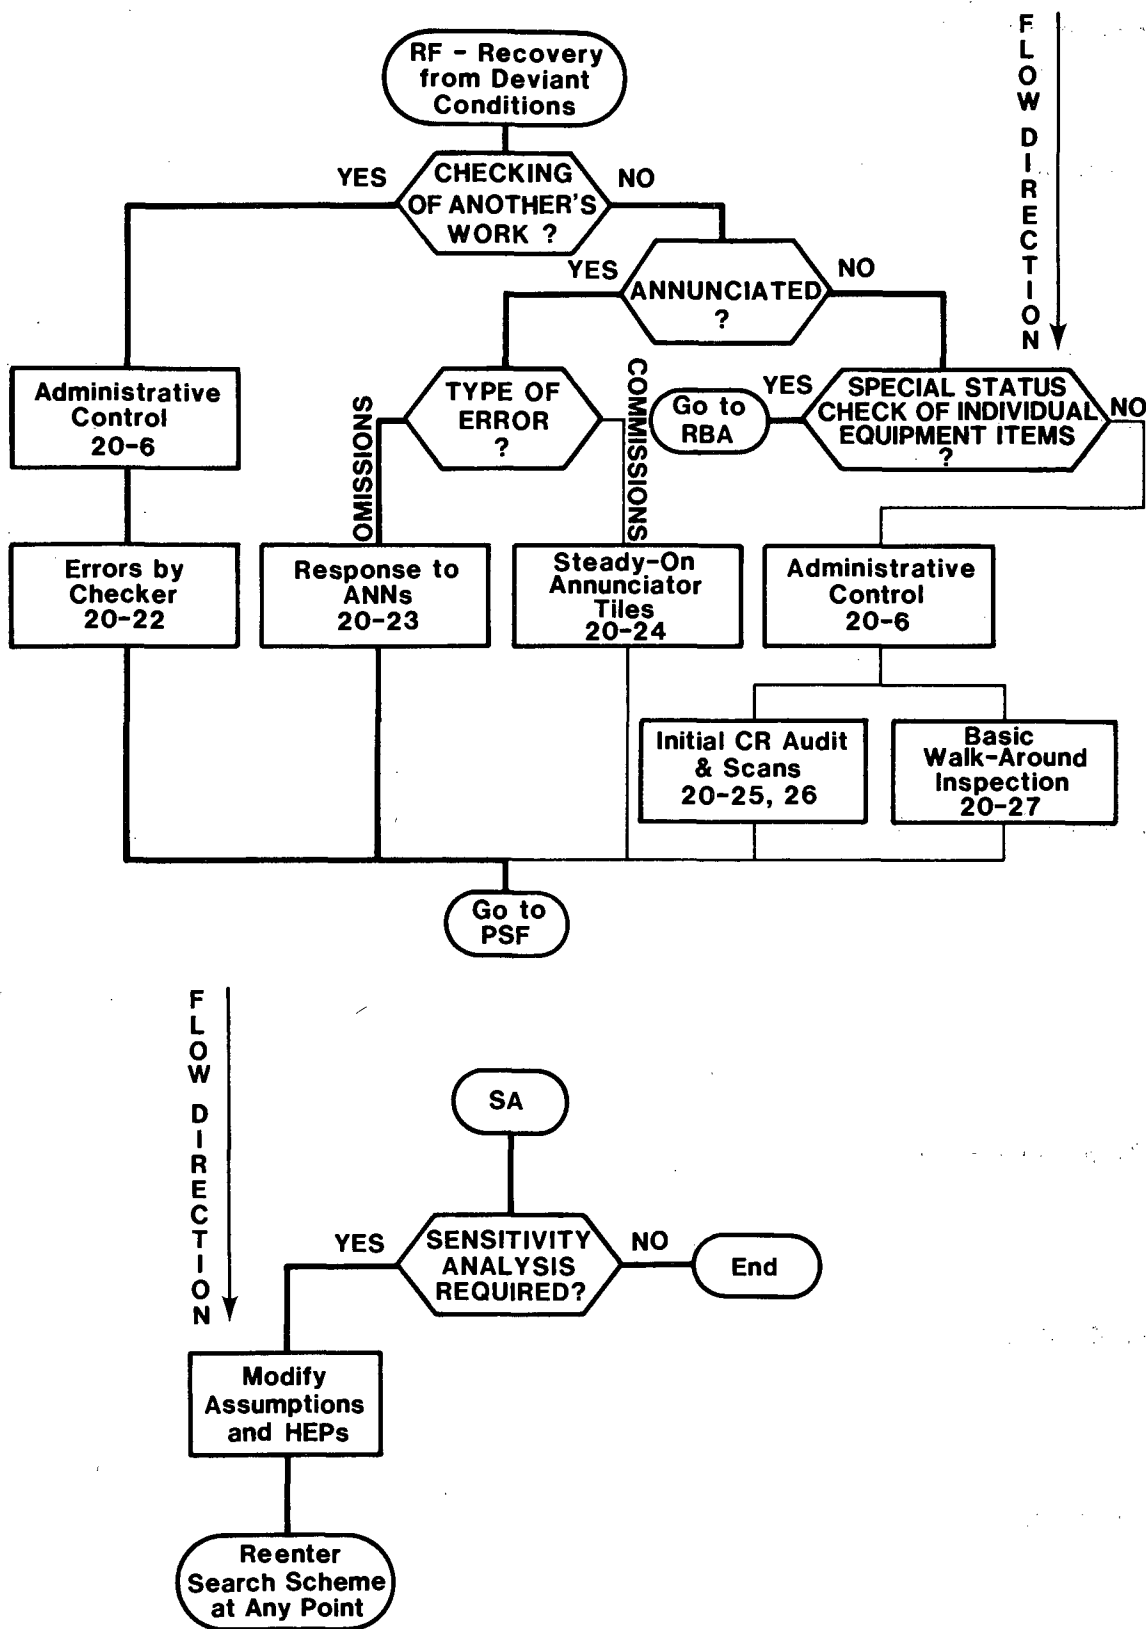 RF - Recovery
from Deviant
Conditions
FLOW DIRECTION
YES
CHECKING
OF ANOTHER'S
WORK ?
NO
YES
ANNUNCIATED
?
NO
Administrative
Control
20-6
OMISSIONS
TYPE OF
ERROR
?
COMMISSIONS
Go to
RBA
YES
SPECIAL STATUS
CHECK OF INDIVIDUAL
EQUIPMENT ITEMS
?
NO
Errors by
Checker
20-22
Response to
ANNs
20-23
Steady-On
Annunciator
Tiles
20-24
Administrative
Control
20-6
Initial CR Audit
& Scans
20-25, 26
Basic
Walk-Around
Inspection
20-27
Go to
PSF
FLOW DIRECTION
SA
YES
SENSITIVITY
ANALYSIS
REQUIRED?
NO
End
Modify
Assumptions
and HEPs
Reenter
Search Scheme
at Any Point